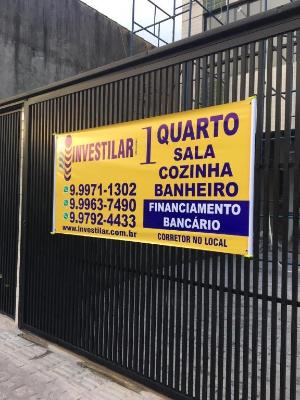 INVESTILAR
9.9971-1302
9.9963-7490
9.9792-4433
www.investilar.com.br
1 QUARTO
SALA
COZINHA
BANHEIRO
FINANCIAMENTO
BANCÁRIO
CORRETOR NO LOCAL